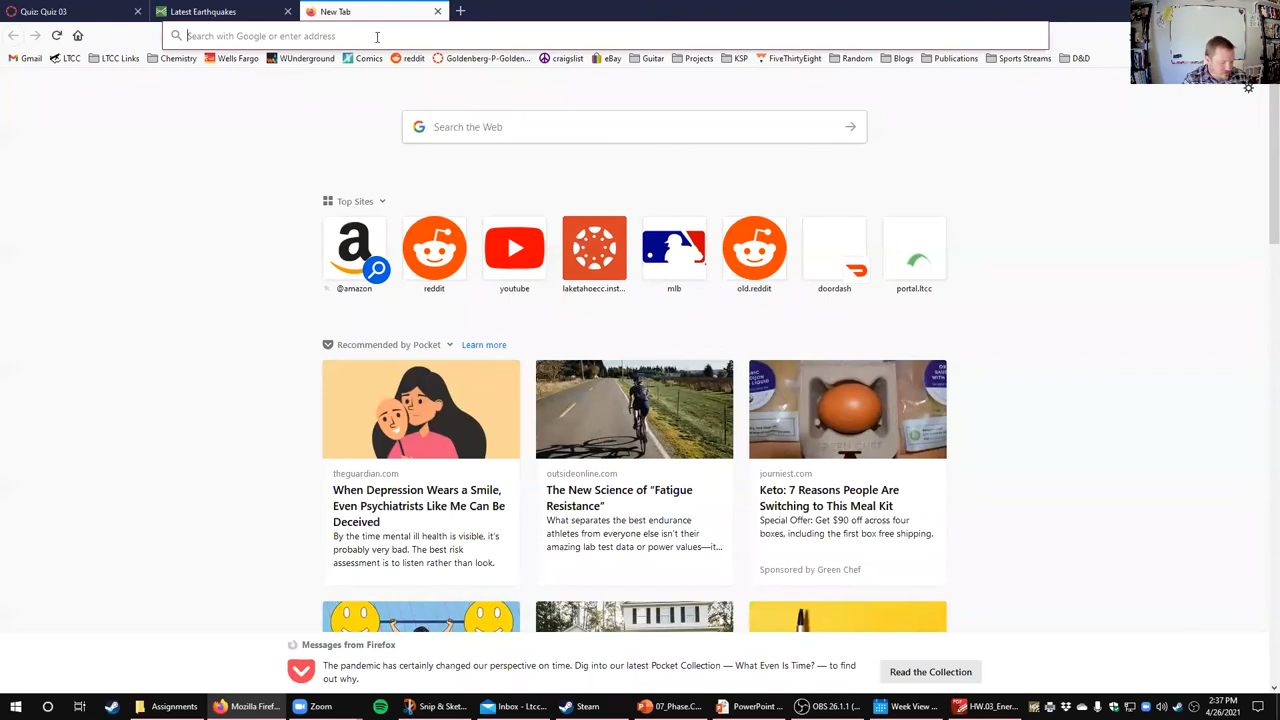 Quiz: Quiz 03
Latest Earthquakes
New Tab
Search with Google or enter address
Gmail LTCC LTCC Links Chemistry Wells Fargo WUnderground Comics reddit Goldenberg-P-Golden... craigslist eBay Guitar Projects KSP FiveThirtyEight Random Blogs Publications Sports Streams D&D
Search the Web
Top Sites
@amazon reddit youtube laketahoecc.inst... mlb old.reddit doordash portal.ltcc
Recommended by Pocket Learn more
theguardian.com
When Depression Wears a Smile,
Even Psychiatrists Like Me Can Be
Deceived
By the time mental ill health is visible, it's
probably very bad. The best risk
assessment is to listen rather than look.
outsideonline.com
The New Science of “Fatigue
Resistance”
What separates the best endurance
athletes from everyone else isn't their
amazing lab test data or power values—it...
journiest.com
Keto: 7 Reasons People Are
Switching to This Meal Kit
Special Offer: Get $90 off across four
boxes, including the first box free shipping.
Sponsored by Green Chef
Messages from Firefox
The pandemic has certainly changed our perspective on time. Dig into our latest Pocket Collection — What Even Is Time? — to find
out why.
Read the Collection
Assignments Mozilla Firef... Zoom Snip & Sket... Inbox - Ltcc... Steam 07_Phase.C... PowerPoint ... OBS 26.1.1 (... Week View ... HW.03_Ener...
2:37 PM
4/26/2021